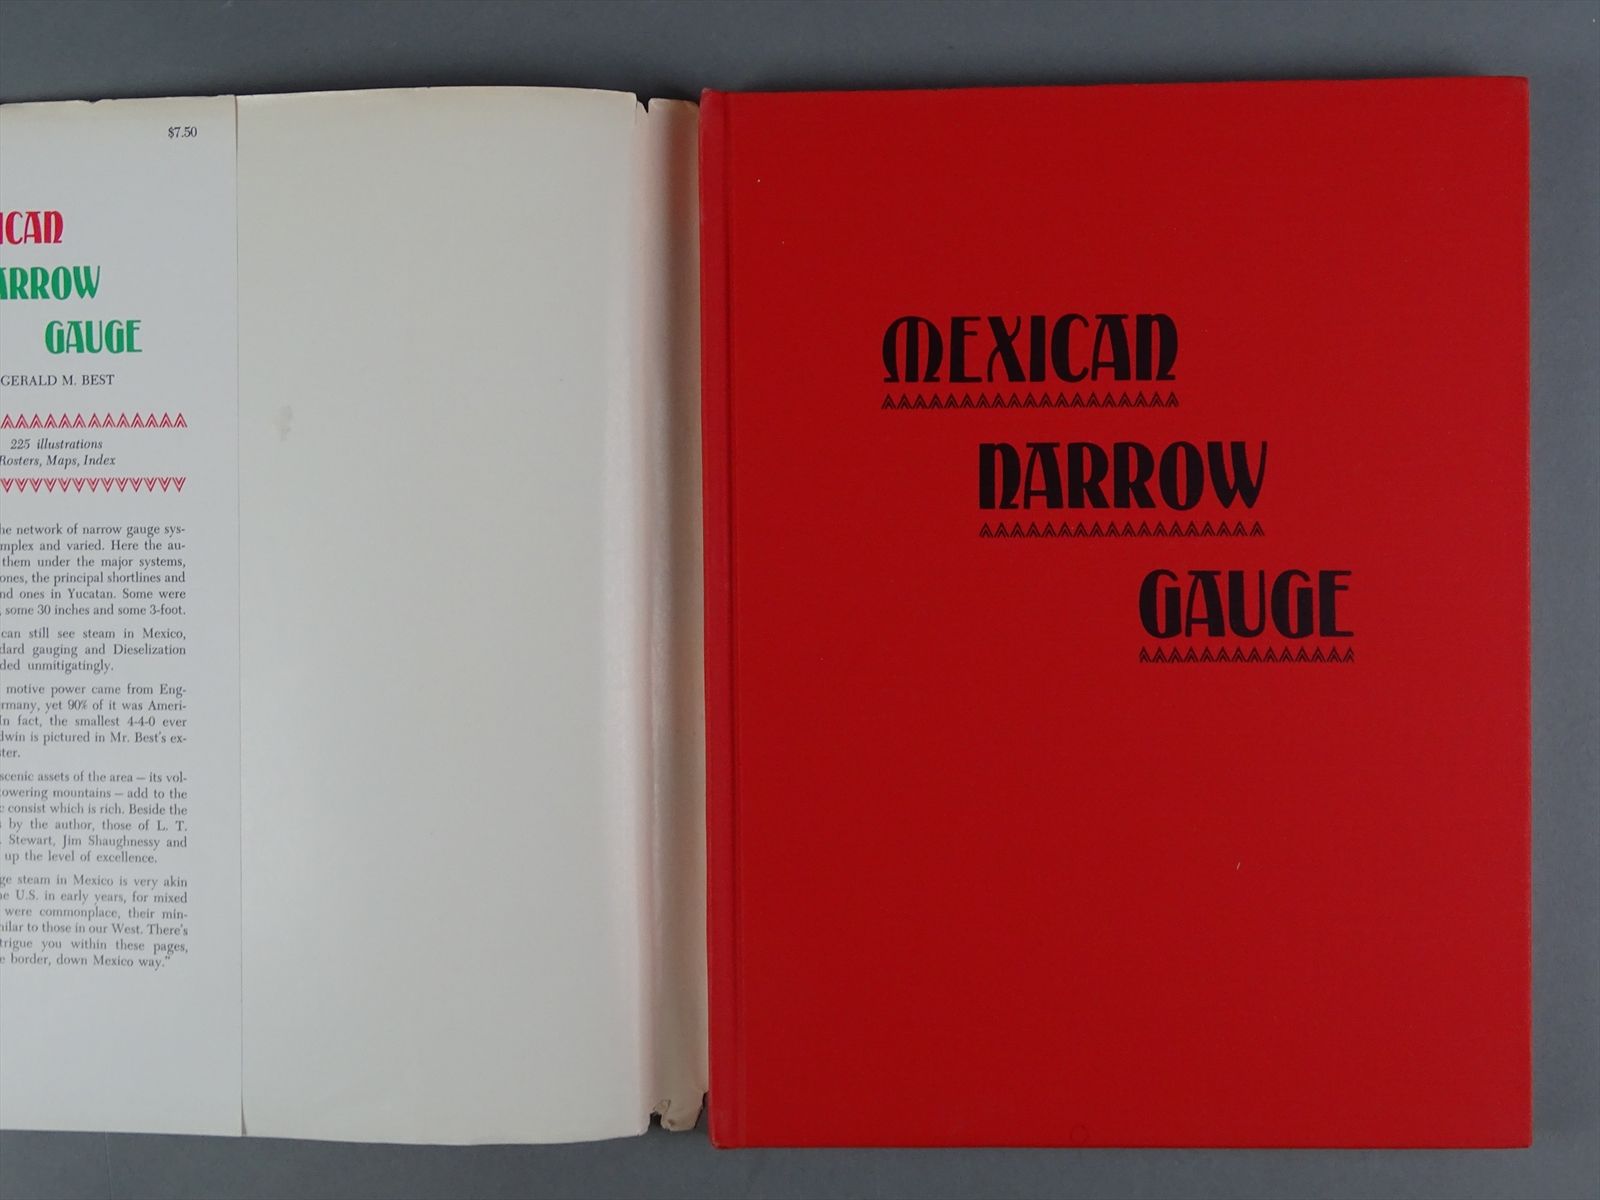 $7.50
ICAN
ARROW
GAUGE
GERALD M. BEST
225 illustrations
Rosters, Maps, Index
he network of narrow gauge sys-
mplex and varied. Here the au-
them under the major systems,
ones, the principal shortlines and
nd ones in Yucatan. Some were
some 30 inches and some 3-foot.
can still see steam in Mexico,
dard gauging and Dieselization
ded unmitigatingly.
motive power came from Eng-
rmany, yet 90% of it was Ameri-
In fact, the smallest 4-4-0 ever
dwin is pictured in Mr. Best's ex-
ter.
scenic assets of the area — its vol-
towering mountains — add to the
c consist which is rich. Beside the
by the author, those of L. T.
. Stewart, Jim Shaughnessy and
up the level of excellence.
ge steam in Mexico is very akin
he U.S. in early years, for mixed
were commonplace, their min-
milar to those in our West. There's
trigue you within these pages,
e border, down Mexico way."
MEXICAN
NARROW
GAUGE